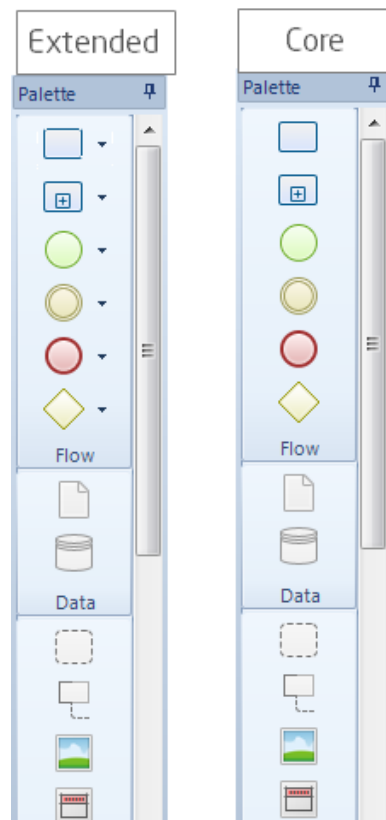 Extended
Palette
Flow
Data
Core
Palette
Flow
Data